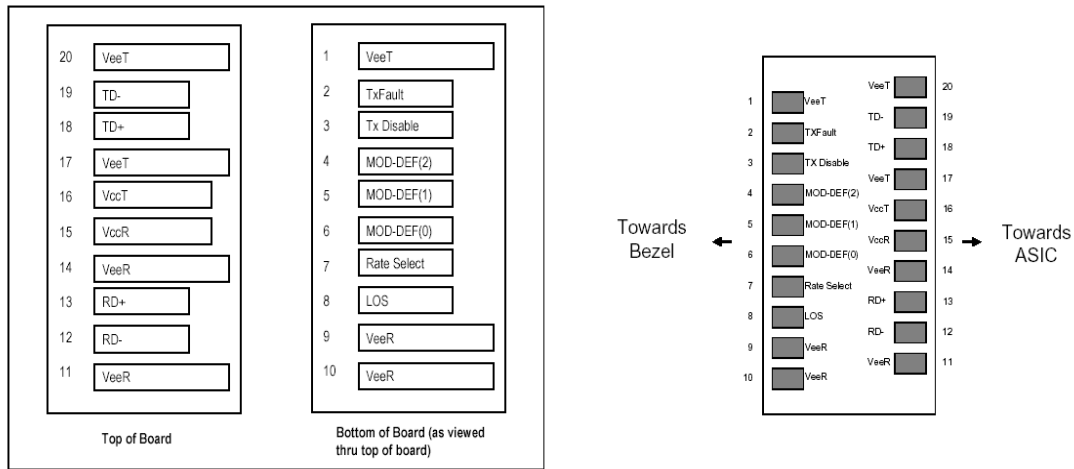 20 VeeT
19 TD-
18 TD+
17 VeeT
16 VccT
15 VccR
14 VeeR
13 RD+
12 RD-
11 VeeR
Top of Board
1 VeeT
2 TxFault
3 Tx Disable
4 MOD-DEF(2)
5 MOD-DEF(1)
6 MOD-DEF(0)
7 Rate Select
8 LOS
9 VeeR
10 VeeR
Bottom of Board (as viewed
thru top of board)
Towards
Bezel
1 VeeT
2 TXFault
3 TX Disable
4 MOD-DEF(2)
5 MOD-DEF(1)
6 MOD-DEF(0)
7 Rate Select
8 LOS
9 VeeR
10 VeeR
VeeT 20
TD- 19
TD+ 18
VeeT 17
VccT 16
VccR 15
VeeR 14
RD+ 13
RD- 12
VeeR 11
Towards
ASIC